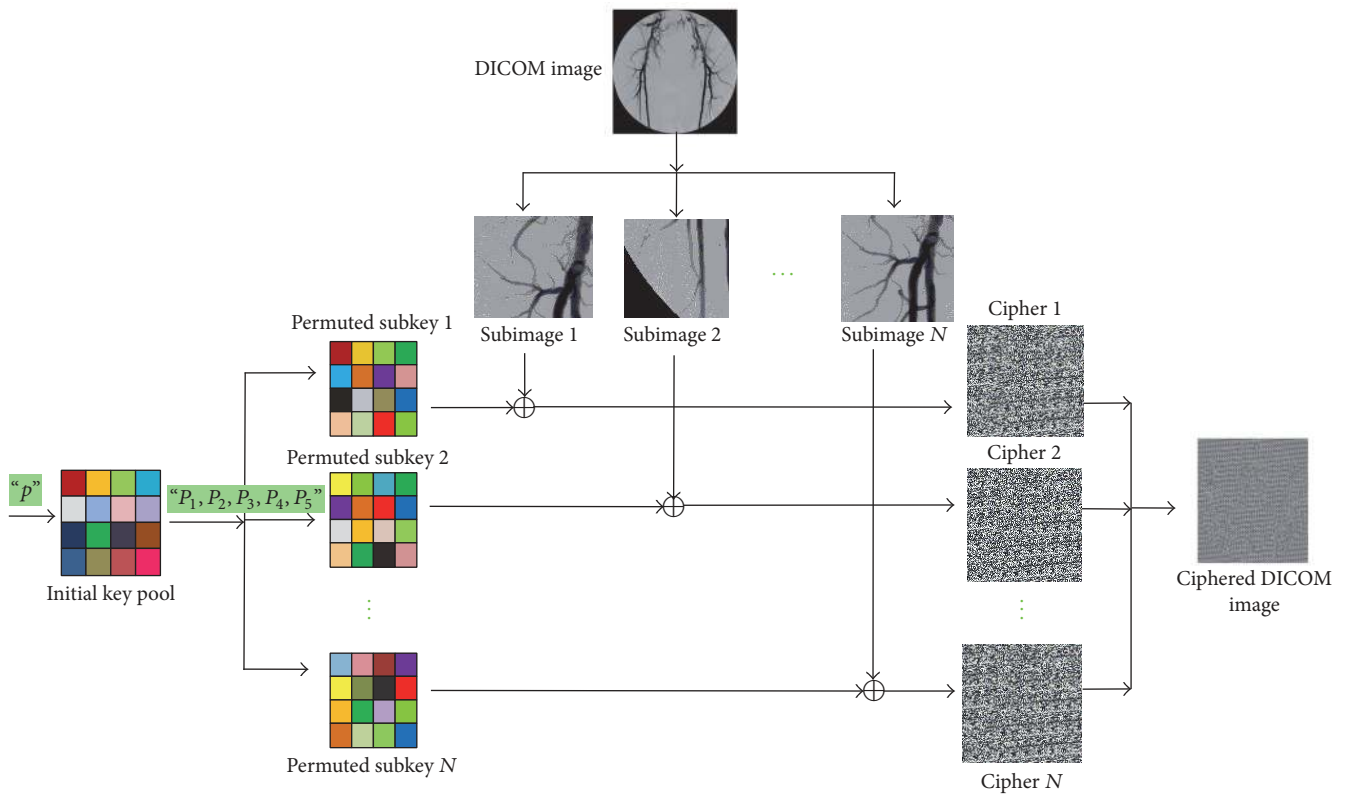 DICOM image
Subimage 1
Subimage 2
...
Subimage N
Permuted subkey 1
Cipher 1
Permuted subkey 2
Cipher 2
“p”
“P₁, P₂, P₃, P₄, P₅”
Initial key pool
Ciphered DICOM
image
Permuted subkey N
Cipher N